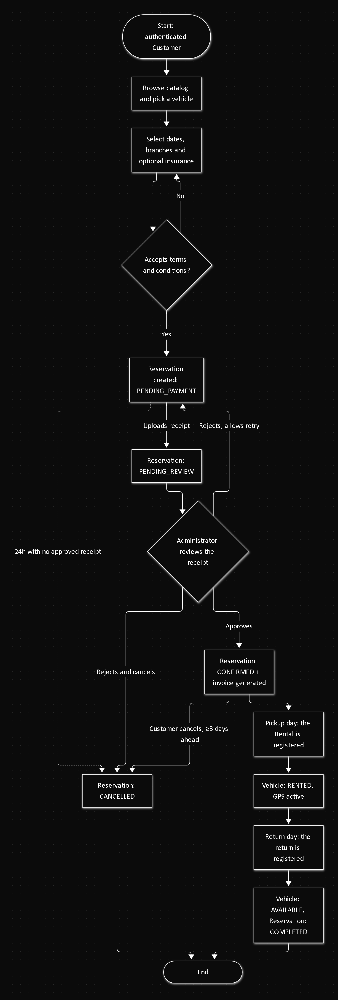 Start:
authenticated
Customer
Browse catalog
and pick a vehicle
Select dates,
branches and
optional insurance
No
Accepts terms
and conditions?
Yes
Reservation
created:
PENDING_PAYMENT
Uploads receipt
Rejects, allows retry
Reservation:
PENDING_REVIEW
Administrator
reviews the
receipt
24h with no approved receipt
Approves
Reservation:
CONFIRMED +
invoice generated
Rejects and cancels
Customer cancels, ≥3 days
ahead
Pickup day: the
Rental is
registered
Reservation:
CANCELLED
Vehicle: RENTED,
GPS active
Return day: the
return is
registered
Vehicle:
AVAILABLE,
Reservation:
COMPLETED
End